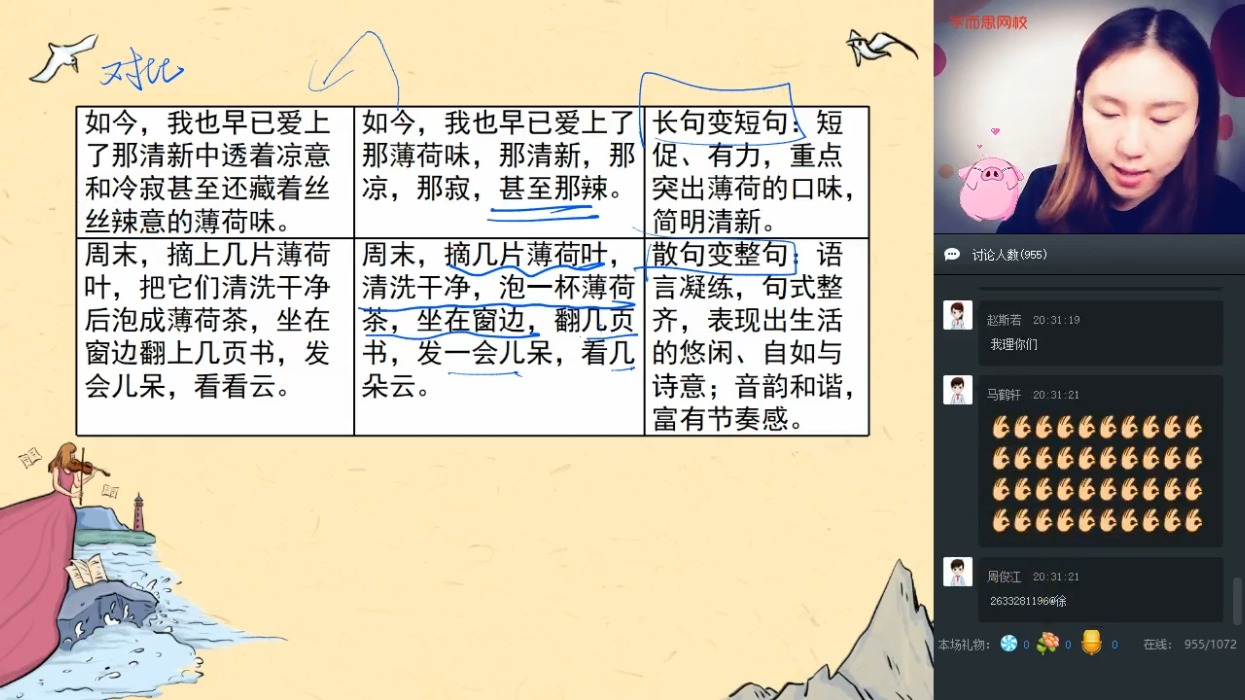 对比
如今，我也早已爱上
了那清新中透着凉意
和冷寂甚至还藏着丝
丝辣意的薄荷味。
如今，我也早已爱上了
那薄荷味，那清新，那
凉，那寂，甚至那辣。
长句变短句：短
促、有力，重点
突出薄荷的口味，
简明清新。
周末，摘上几片薄荷
叶，把它们清洗干净
后泡成薄荷茶，坐在
窗边翻上几页书，发
会儿呆，看看云。
周末，摘几片薄荷叶，
清洗干净，泡一杯薄荷
茶，坐在窗边，翻几页
书，发一会儿呆，看几
朵云。
散句变整句：语
言凝练，句式整
齐，表现出生活
的悠闲、自如与
诗意；音韵和谐，
富有节奏感。
学而思网校
讨论人数(955)
赵斯若 20:31:19
我理你们
马鹤轩 20:31:21
周俊江 20:31:21
2633281196@徐
本场礼物： 0 0 0 在线： 955/1072